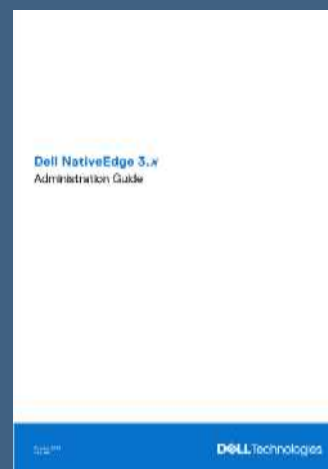 Dell NativeEdge 3.x
Administration Guide
DELL Technologies